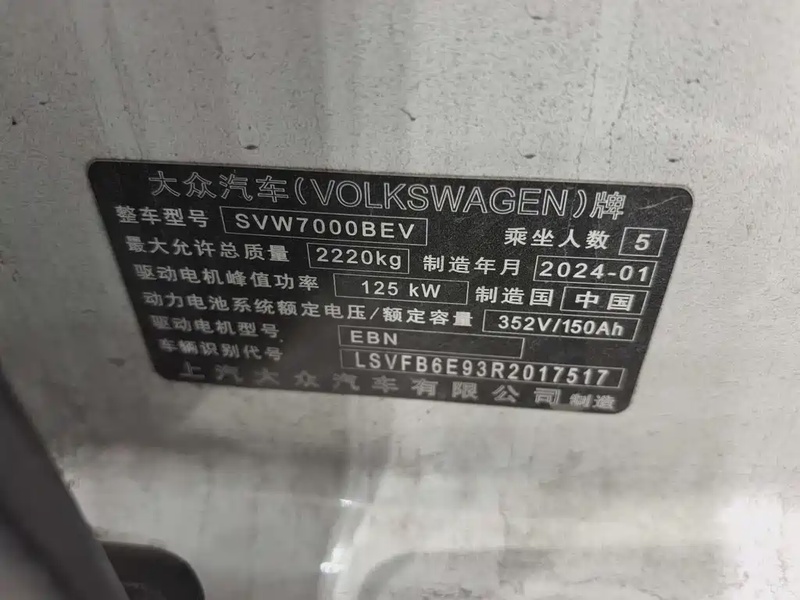 大众汽车(VOLKSWAGEN)牌
整车型号 SVW7000BEV 乘坐人数 5
最大允许总质量 2220kg 制造年月 2024-01
驱动电机峰值功率 125 kW 制造国 中国
动力电池系统额定电压/额定容量 352V/150Ah
驱动电机型号 EBN
车辆识别代号 LSVFB6E93R2017517
上汽大众汽车有限公司 制造